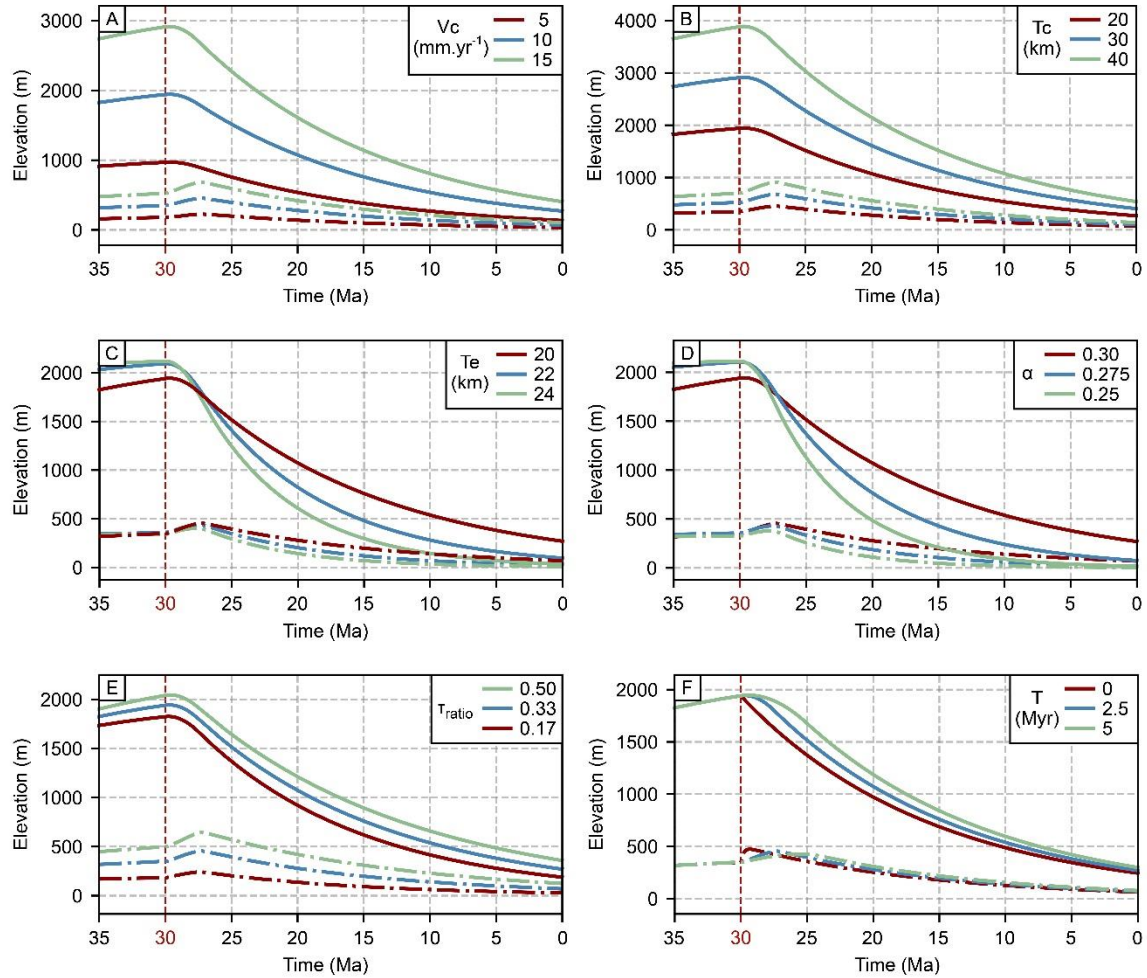 A
Vc
(mm.yr⁻¹)
5
10
15
Elevation (m)
3000
2000
1000
0
35 30 25 20 15 10 5 0
Time (Ma)
B
Tc
(km)
20
30
40
Elevation (m)
4000
3000
2000
1000
0
35 30 25 20 15 10 5 0
Time (Ma)
C
Te
(km)
20
22
24
Elevation (m)
2000
1500
1000
500
0
35 30 25 20 15 10 5 0
Time (Ma)
D
α
0.30
0.275
0.25
Elevation (m)
2000
1500
1000
500
0
35 30 25 20 15 10 5 0
Time (Ma)
E
τratio
0.50
0.33
0.17
Elevation (m)
2000
1500
1000
500
0
35 30 25 20 15 10 5 0
Time (Ma)
F
T
(Myr)
0
2.5
5
Elevation (m)
2000
1500
1000
500
0
35 30 25 20 15 10 5 0
Time (Ma)